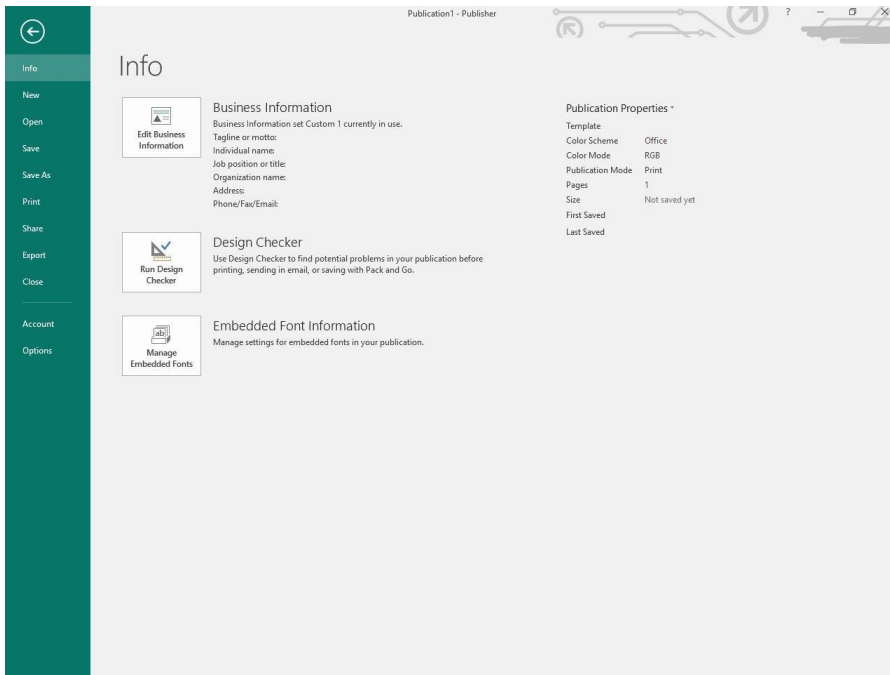 Publication1 - Publisher
?
Info
New
Open
Save
Save As
Print
Share
Export
Close
Account
Options
Info
Edit Business
Information
Business Information
Business Information set Custom 1 currently in use.
Tagline or motto:
Individual name:
Job position or title:
Organization name:
Address:
Phone/Fax/Email:
Run Design
Checker
Design Checker
Use Design Checker to find potential problems in your publication before
printing, sending in email, or saving with Pack and Go.
ab
Manage
Embedded Fonts
Embedded Font Information
Manage settings for embedded fonts in your publication.
Publication Properties
Template
Color Scheme Office
Color Mode RGB
Publication Mode Print
Pages 1
Size Not saved yet
First Saved
Last Saved